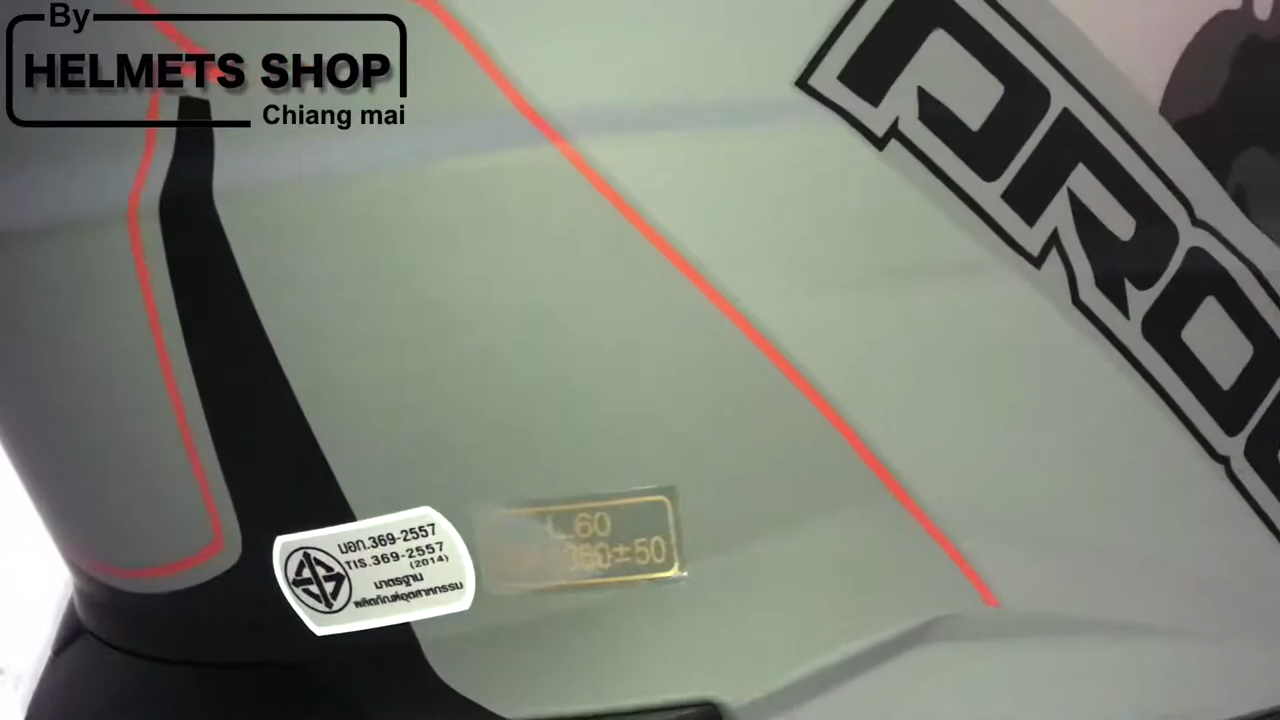 By
HELMETS SHOP
Chiang mai
มอก.369-2557
TIS.369-2557
(2014)
มาตรฐาน
ผลิตภัณฑ์อุตสาหกรรม
L 60
±50